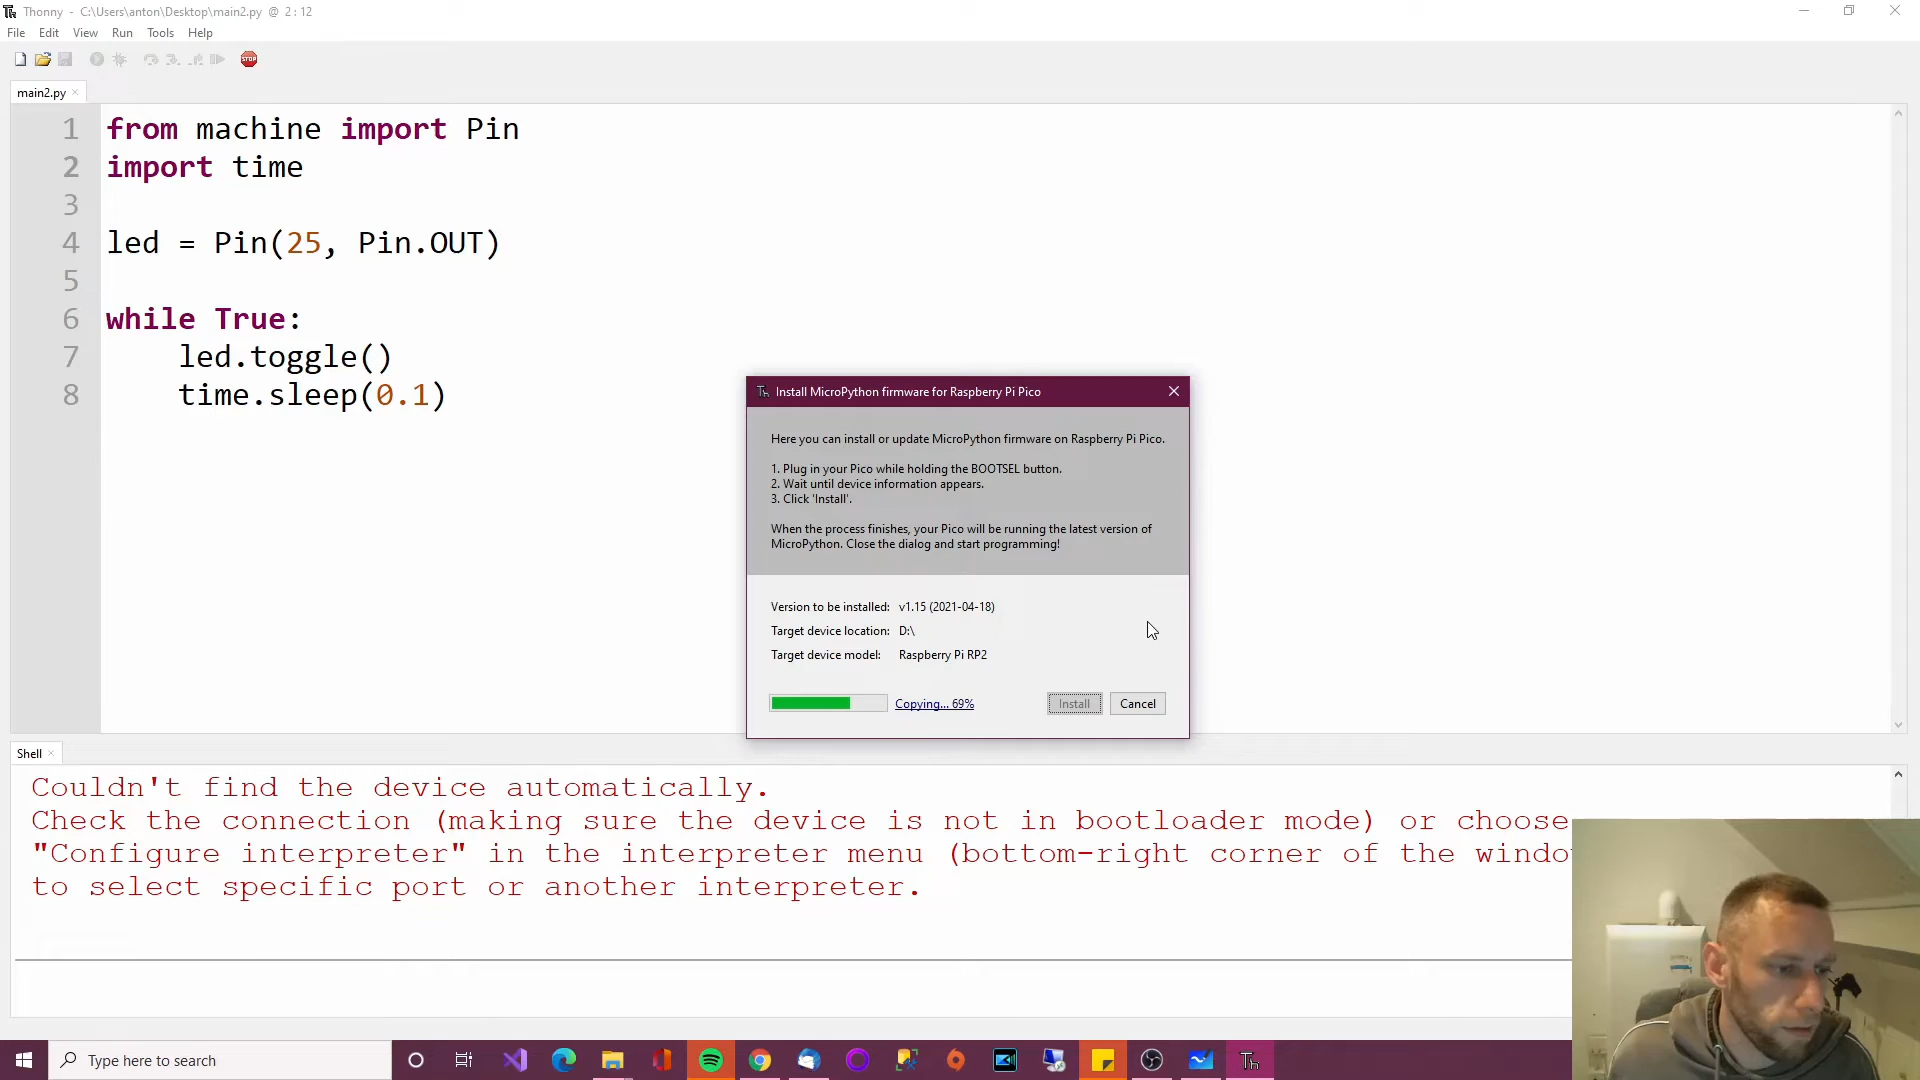 Thonny - C:\Users\anton\Desktop\main2.py @ 2 : 12
File Edit View Run Tools Help
STOP
main2.py ×
1 from machine import Pin
2 import time
3
4 led = Pin(25, Pin.OUT)
5
6 while True:
7 led.toggle()
8 time.sleep(0.1)
Install MicroPython firmware for Raspberry Pi Pico
Here you can install or update MicroPython firmware on Raspberry Pi Pico.
1. Plug in your Pico while holding the BOOTSEL button.
2. Wait until device information appears.
3. Click 'Install'.
When the process finishes, your Pico will be running the latest version of
MicroPython. Close the dialog and start programming!
Version to be installed: v1.15 (2021-04-18)
Target device location: D:\
Target device model: Raspberry Pi RP2
Copying... 69% Install Cancel
Shell ×
Couldn't find the device automatically.
Check the connection (making sure the device is not in bootloader mode) or choose
"Configure interpreter" in the interpreter menu (bottom-right corner of the windo
to select specific port or another interpreter.
Type here to search
Th